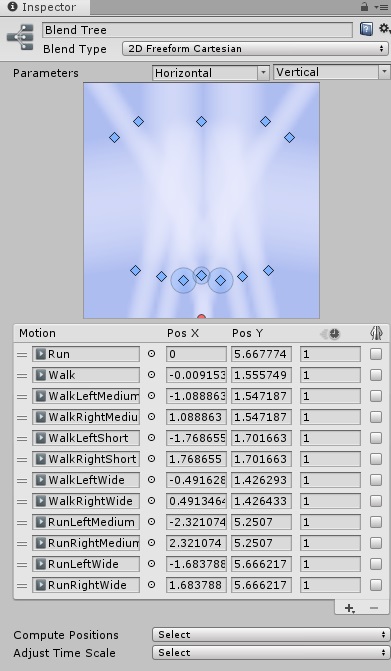 Inspector
Blend Tree
Blend Type 2D Freeform Cartesian
Parameters Horizontal Vertical
Motion Pos X Pos Y
Run 0 5.667774 1
Walk -0.009153 1.555749 1
WalkLeftMedium -1.088863 1.547187 1
WalkRightMediu 1.088863 1.547187 1
WalkLeftShort -1.768655 1.701663 1
WalkRightShort 1.768655 1.701663 1
WalkLeftWide -0.491628 1.426293 1
WalkRightWide 0.4913464 1.426433 1
RunLeftMedium -2.321074 5.2507 1
RunRightMedium 2.321074 5.2507 1
RunLeftWide -1.683788 5.666217 1
RunRightWide 1.683788 5.666217 1
Compute Positions Select
Adjust Time Scale Select